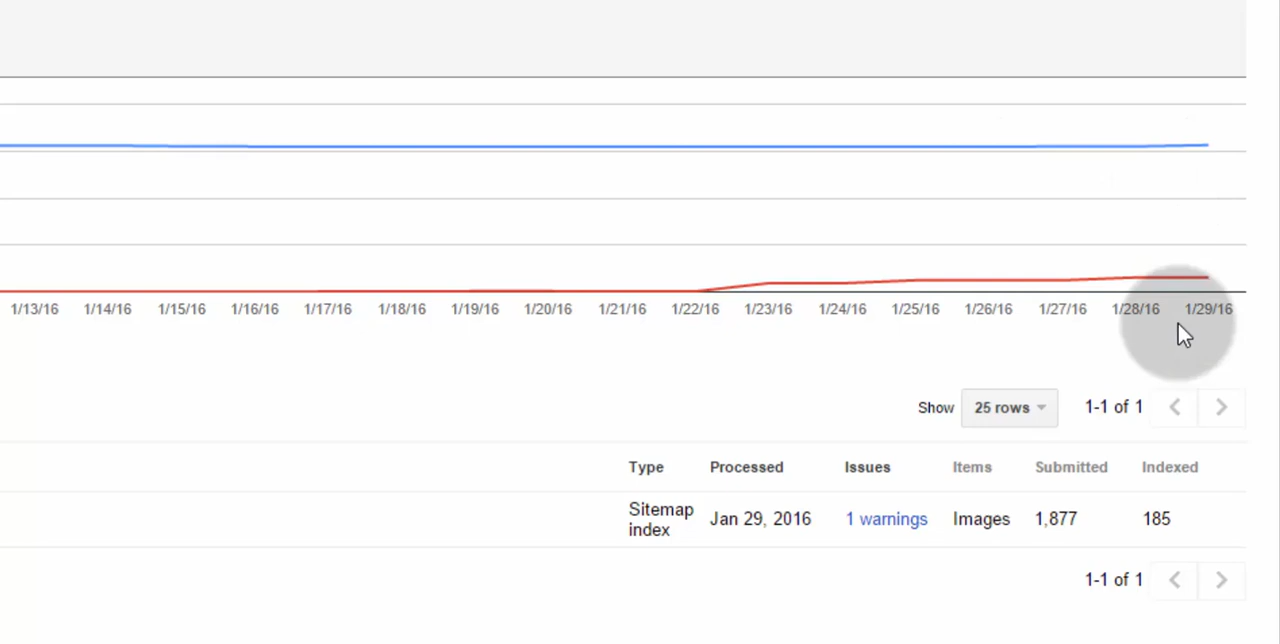 1/13/16 1/14/16 1/15/16 1/16/16 1/17/16 1/18/16 1/19/16 1/20/16 1/21/16 1/22/16 1/23/16 1/24/16 1/25/16 1/26/16 1/27/16 1/28/16 1/29/16
Show 25 rows 1-1 of 1
Type Processed Issues Items Submitted Indexed
Sitemap index Jan 29, 2016 1 warnings Images 1,877 185
1-1 of 1